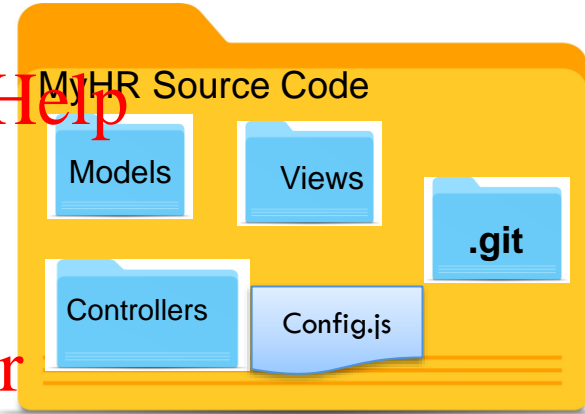 MyHR Source Code
Help
Models
Views
.git
Controllers
Config.js
r